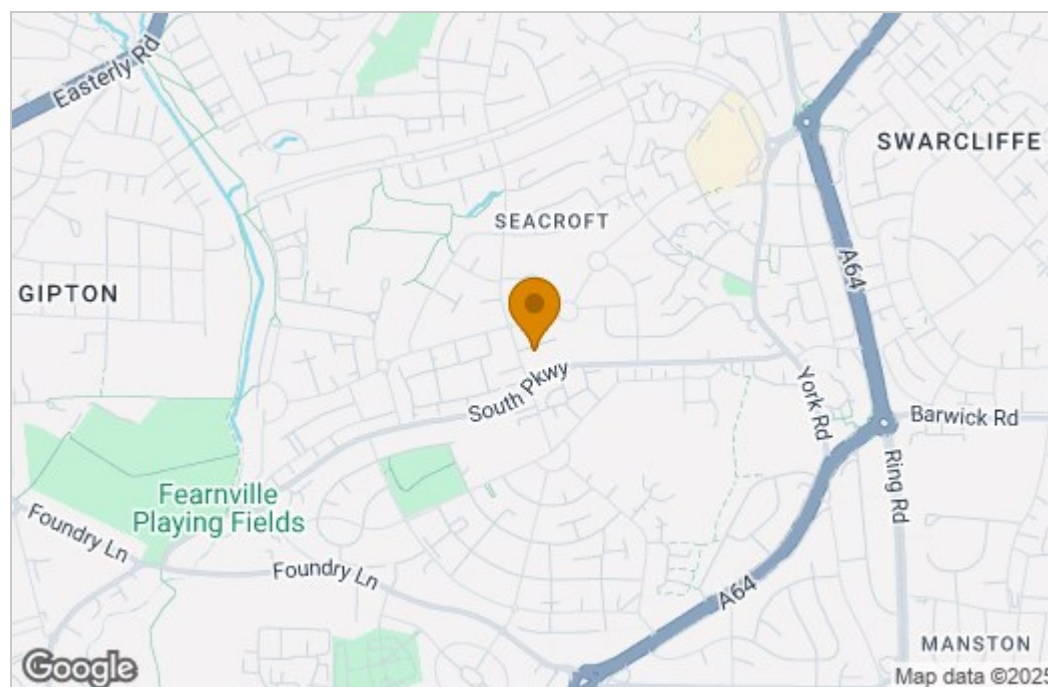 Easterly Rd
SWARCLIFFE
SEACROFT
A64
GIPTON
South Pkwy
York Rd
Barwick Rd
Ring Rd
Fearnville
Playing Fields
Foundry Ln
Foundry Ln
A64
MANSTON
Google
Map data ©2025